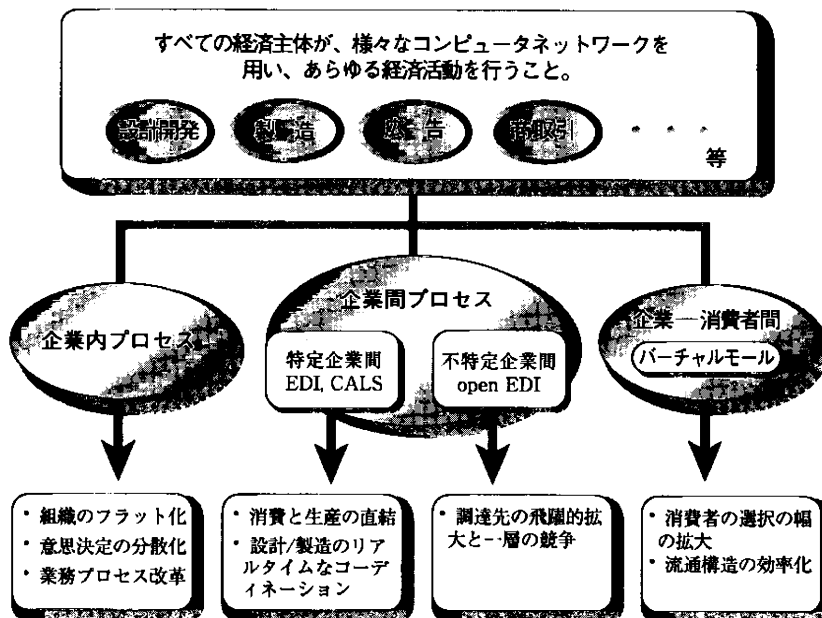 すべての経済主体が、様々なコンピュータネットワークを
用い、あらゆる経済活動を行うこと。
設計開発
製造
広告
商取引
・・・
等
企業内プロセス
企業間プロセス
特定企業間
EDI, CALS
不特定企業間
open EDI
企業―消費者間
バーチャルモール
・組織のフラット化
・意思決定の分散化
・業務プロセス改革
・消費と生産の直結
・設計/製造のリア
ルタイムなコーデ
ィネーション
・調達先の飛躍的拡
大と一層の競争
・消費者の選択の幅
の拡大
・流通構造の効率化